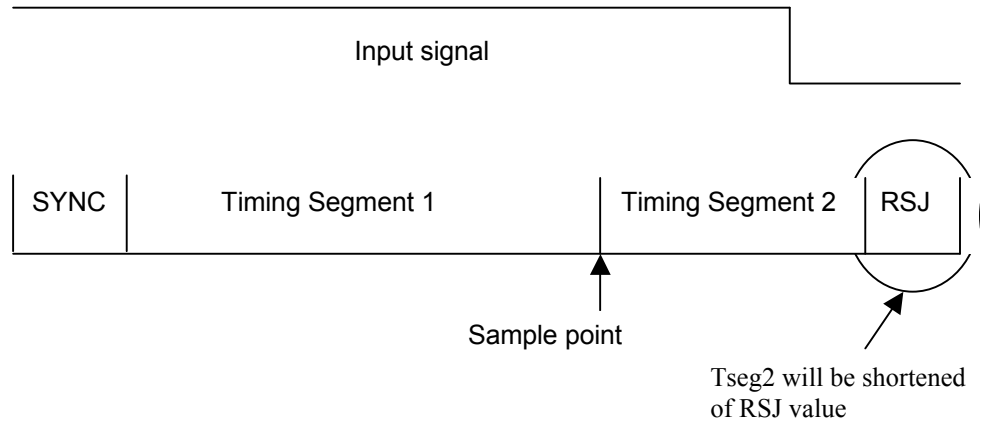 Input signal
SYNC Timing Segment 1 Timing Segment 2 RSJ
Sample point
Tseg2 will be shortened
of RSJ value